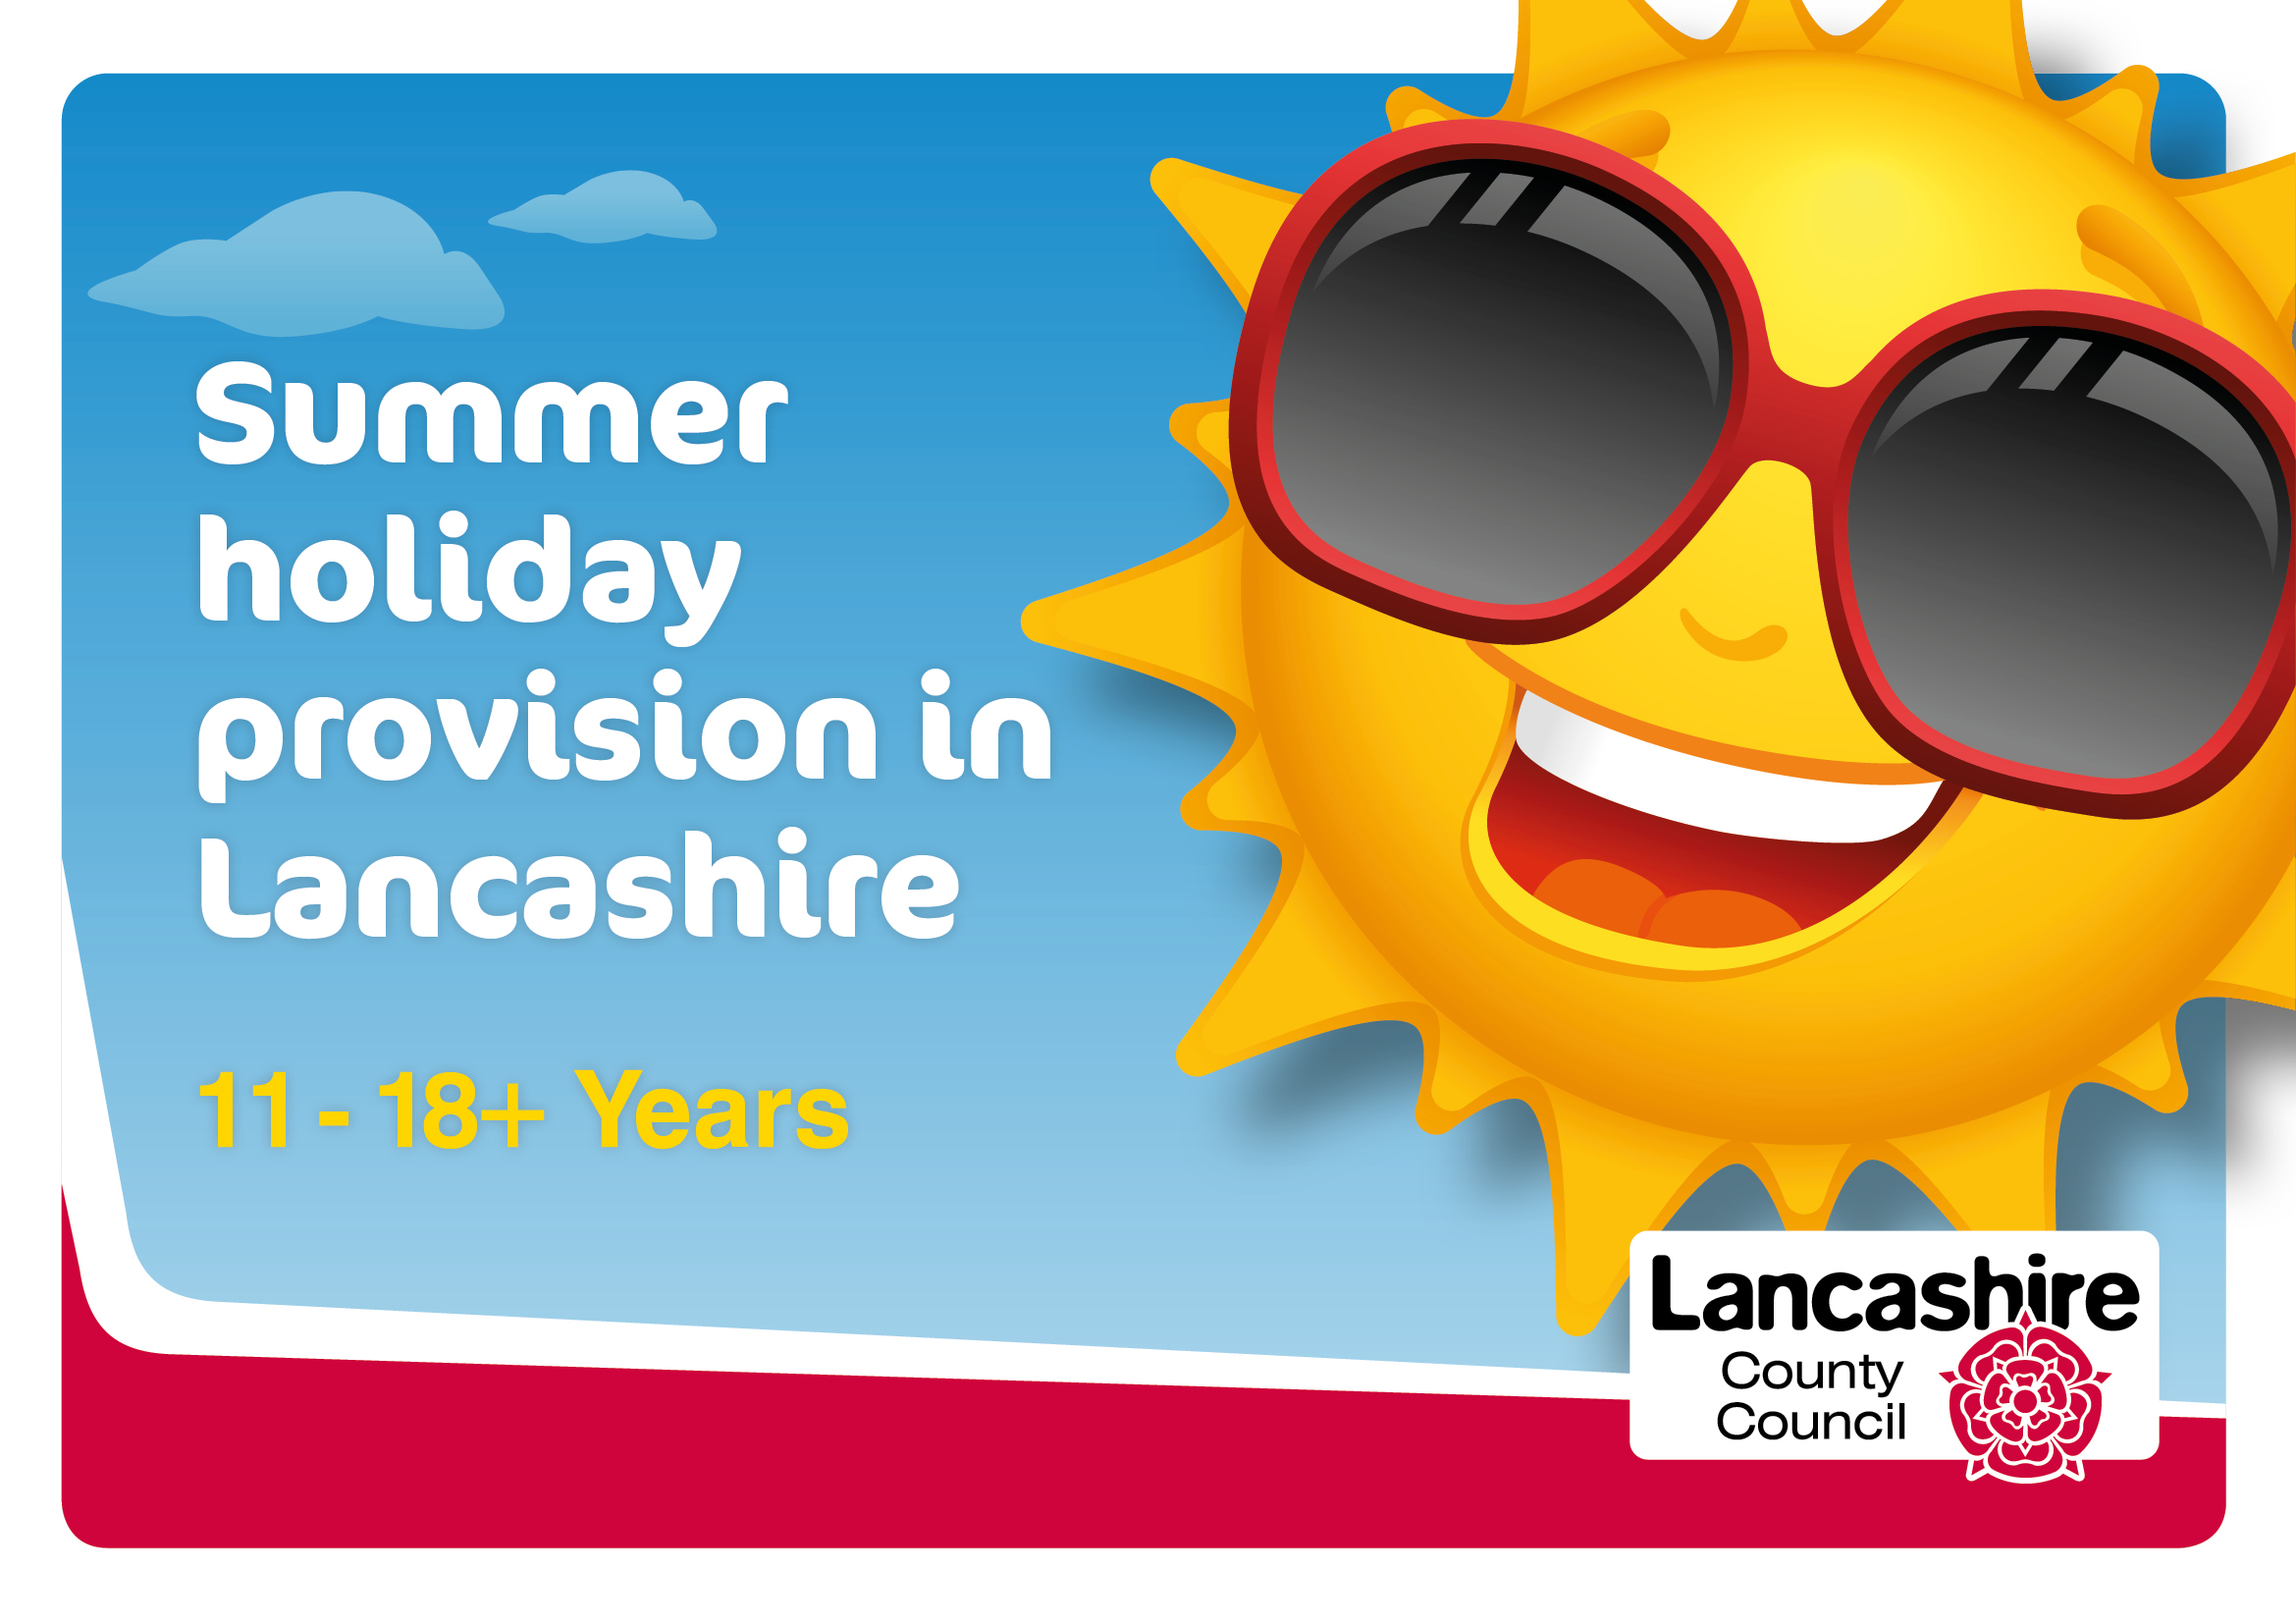 Summer
holiday
provision in
Lancashire
11 - 18+ Years
Lancashire
County
Council